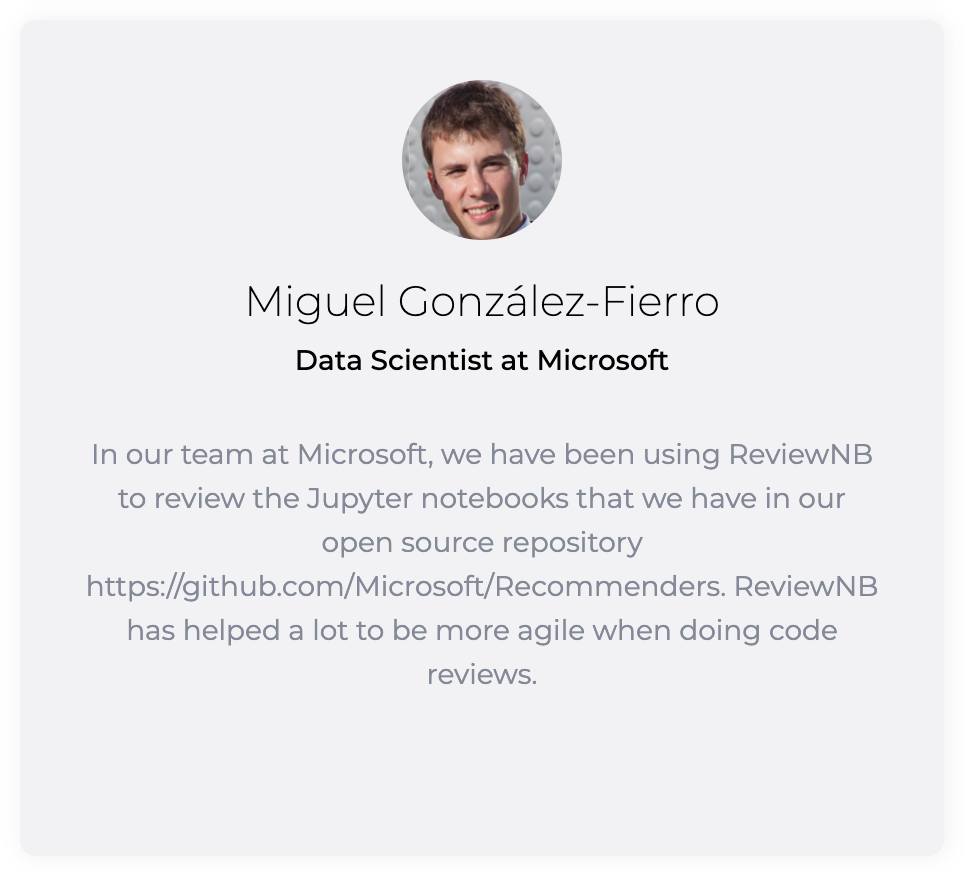 Miguel González-Fierro
Data Scientist at Microsoft
In our team at Microsoft, we have been using ReviewNB
to review the Jupyter notebooks that we have in our
open source repository
https://github.com/Microsoft/Recommenders. ReviewNB
has helped a lot to be more agile when doing code
reviews.